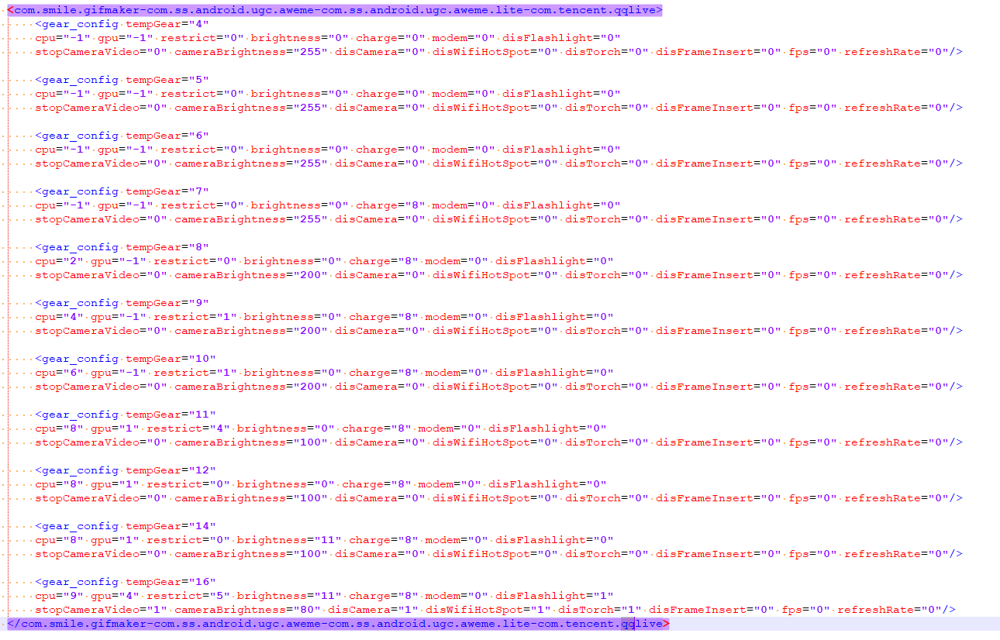 <com.smile.gifmaker-com.ss.android.ugc.aweme-com.ss.android.ugc.aweme.lite-com.tencent.qqlive>
<gear_config tempGear="4"
cpu="-1" gpu="-1" restrict="0" brightness="0" charge="0" modem="0" disFlashlight="0"
stopCameraVideo="0" cameraBrightness="255" disCamera="0" disWifiHotSpot="0" disTorch="0" disFrameInsert="0" fps="0" refreshRate="0"/>
<gear_config tempGear="5"
cpu="-1" gpu="-1" restrict="0" brightness="0" charge="0" modem="0" disFlashlight="0"
stopCameraVideo="0" cameraBrightness="255" disCamera="0" disWifiHotSpot="0" disTorch="0" disFrameInsert="0" fps="0" refreshRate="0"/>
<gear_config tempGear="6"
cpu="-1" gpu="-1" restrict="0" brightness="0" charge="0" modem="0" disFlashlight="0"
stopCameraVideo="0" cameraBrightness="255" disCamera="0" disWifiHotSpot="0" disTorch="0" disFrameInsert="0" fps="0" refreshRate="0"/>
<gear_config tempGear="7"
cpu="-1" gpu="-1" restrict="0" brightness="0" charge="8" modem="0" disFlashlight="0"
stopCameraVideo="0" cameraBrightness="255" disCamera="0" disWifiHotSpot="0" disTorch="0" disFrameInsert="0" fps="0" refreshRate="0"/>
<gear_config tempGear="8"
cpu="2" gpu="-1" restrict="0" brightness="0" charge="8" modem="0" disFlashlight="0"
stopCameraVideo="0" cameraBrightness="200" disCamera="0" disWifiHotSpot="0" disTorch="0" disFrameInsert="0" fps="0" refreshRate="0"/>
<gear_config tempGear="9"
cpu="4" gpu="-1" restrict="1" brightness="0" charge="8" modem="0" disFlashlight="0"
stopCameraVideo="0" cameraBrightness="200" disCamera="0" disWifiHotSpot="0" disTorch="0" disFrameInsert="0" fps="0" refreshRate="0"/>
<gear_config tempGear="10"
cpu="6" gpu="-1" restrict="1" brightness="0" charge="8" modem="0" disFlashlight="0"
stopCameraVideo="0" cameraBrightness="200" disCamera="0" disWifiHotSpot="0" disTorch="0" disFrameInsert="0" fps="0" refreshRate="0"/>
<gear_config tempGear="11"
cpu="8" gpu="1" restrict="4" brightness="0" charge="8" modem="0" disFlashlight="0"
stopCameraVideo="0" cameraBrightness="100" disCamera="0" disWifiHotSpot="0" disTorch="0" disFrameInsert="0" fps="0" refreshRate="0"/>
<gear_config tempGear="12"
cpu="8" gpu="1" restrict="0" brightness="0" charge="8" modem="0" disFlashlight="0"
stopCameraVideo="0" cameraBrightness="100" disCamera="0" disWifiHotSpot="0" disTorch="0" disFrameInsert="0" fps="0" refreshRate="0"/>
<gear_config tempGear="14"
cpu="8" gpu="1" restrict="0" brightness="11" charge="8" modem="0" disFlashlight="0"
stopCameraVideo="0" cameraBrightness="100" disCamera="0" disWifiHotSpot="0" disTorch="0" disFrameInsert="0" fps="0" refreshRate="0"/>
<gear_config tempGear="16"
cpu="9" gpu="4" restrict="5" brightness="11" charge="8" modem="0" disFlashlight="1"
stopCameraVideo="1" cameraBrightness="80" disCamera="1" disWifiHotSpot="1" disTorch="1" disFrameInsert="0" fps="0" refreshRate="0"/>
</com.smile.gifmaker-com.ss.android.ugc.aweme-com.ss.android.ugc.aweme.lite-com.tencent.qqlive>